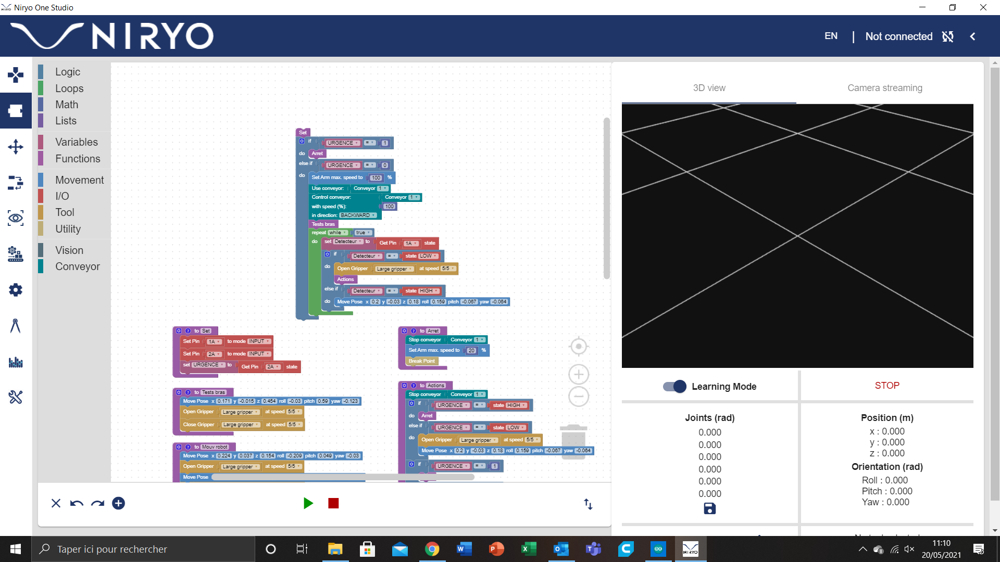 Niryo One Studio
NIRYO
EN | Not connected
Logic
Loops
Math
Lists
Variables
Functions
Movement
I/O
Tool
Utility
Vision
Conveyor
Set
if URGENCE = 1
do Arret
else if URGENCE = 0
do Set Arm max. speed to 100 %
Use conveyor: Conveyor 1
Control conveyor: Conveyor 1
with speed (%): 100
in direction: BACKWARD
Tests bras
repeat while true
do set Detecteur to Get Pin 1A state
if Detecteur = state LOW
do Open Gripper Large gripper at speed 5/5
Actions
else if Detecteur = state HIGH
do Move Pose x 0.2 y -0.03 z 0.18 roll 0.159 pitch -0.067 yaw -0.064
? to Set
Set Pin 1A to mode INPUT
Set Pin 2A to mode INPUT
set URGENCE to Get Pin 2A state
? to Tests bras
Move Pose x 0.171 y -0.015 z 0.454 roll -0.03 pitch 0.59 yaw -0.123
Open Gripper Large gripper at speed 5/5
Close Gripper Large gripper at speed 5/5
? to Mouv robot
Move Pose x 0.224 y 0.037 z 0.154 roll -0.209 pitch 0.049 yaw -0.03
Open Gripper Large gripper at speed 5/5
Move Pose
? to Arret
Stop conveyor Conveyor 1
Set Arm max. speed to 20 %
Break Point
? to Actions
Stop conveyor Conveyor 1
if URGENCE = state HIGH
do Arret
else if URGENCE = state LOW
do Open Gripper Large gripper at speed 5/5
Move Pose x 0.2 y -0.03 z 0.18 roll 0.159 pitch -0.067 yaw -0.064
if URGENCE = 1
3D view
Camera streaming
Learning Mode
STOP
Joints (rad)
0.000
0.000
0.000
0.000
0.000
0.000
Position (m)
x : 0.000
y : 0.000
z : 0.000
Orientation (rad)
Roll : 0.000
Pitch : 0.000
Yaw : 0.000
Taper ici pour rechercher
NIRYO
11:10
20/05/2021